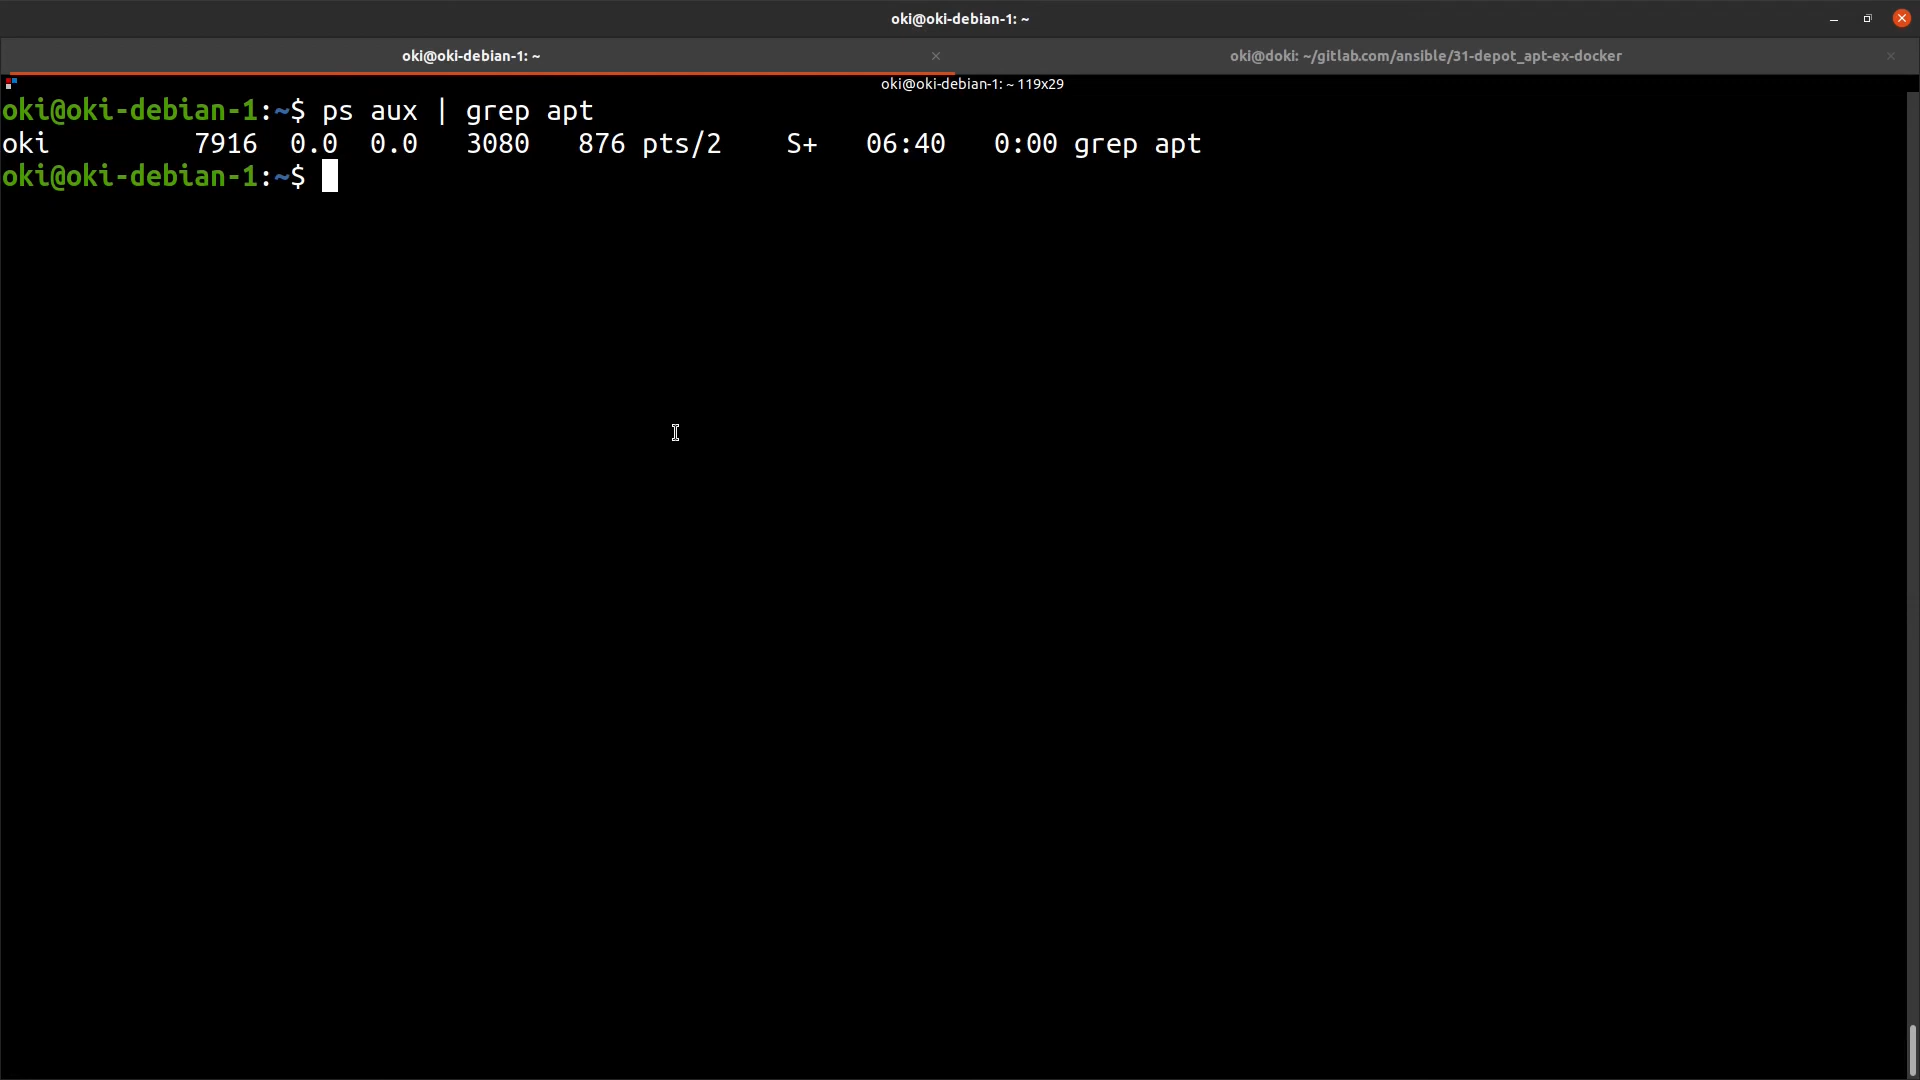 oki@oki-debian-1: ~
oki@oki-debian-1: ~
oki@doki: ~/gitlab.com/ansible/31-depot_apt-ex-docker
oki@oki-debian-1: ~ 119x29
oki@oki-debian-1:~$ ps aux | grep apt
oki         7916  0.0  0.0   3080   876 pts/2    S+   06:40   0:00 grep apt
oki@oki-debian-1:~$